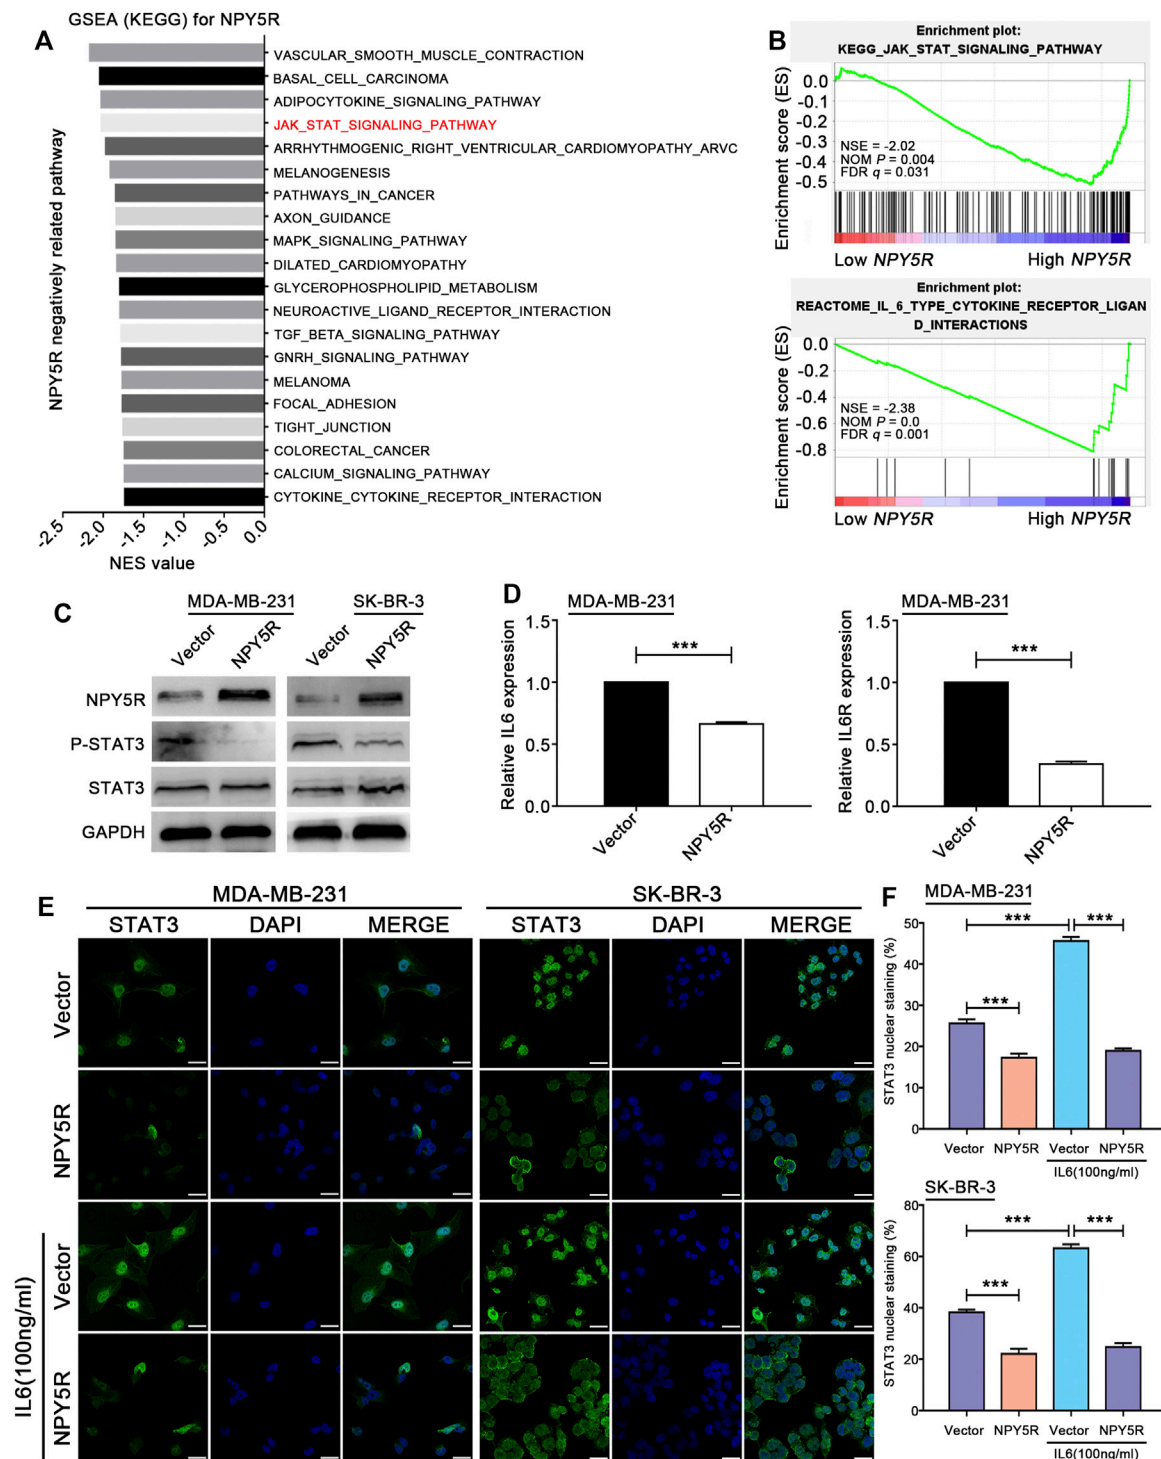 A
GSEA (KEGG) for NPY5R
NPY5R negatively related pathway
VASCULAR_SMOOTH_MUSCLE_CONTRACTION
BASAL_CELL_CARCINOMA
ADIPOCYTOKINE_SIGNALING_PATHWAY
JAK_STAT_SIGNALING_PATHWAY
ARRHYTHMOGENIC_RIGHT_VENTRICULAR_CARDIOMYOPATHY_ARVC
MELANOGENESIS
PATHWAYS_IN_CANCER
AXON_GUIDANCE
MAPK_SIGNALING_PATHWAY
DILATED_CARDIOMYOPATHY
GLYCEROPHOSPHOLIPID_METABOLISM
NEUROACTIVE_LIGAND_RECEPTOR_INTERACTION
TGF_BETA_SIGNALING_PATHWAY
GNRH_SIGNALING_PATHWAY
MELANOMA
FOCAL_ADHESION
TIGHT_JUNCTION
COLORECTAL_CANCER
CALCIUM_SIGNALING_PATHWAY
CYTOKINE_CYTOKINE_RECEPTOR_INTERACTION
-2.5 -2.0 -1.5 -1.0 -0.5 0.0
NES value
B
Enrichment plot:
KEGG_JAK_STAT_SIGNALING_PATHWAY
Enrichment score (ES)
0.0
-0.1
-0.2
-0.3
-0.4
-0.5
NSE = -2.02
NOM P = 0.004
FDR q = 0.031
Low NPY5R High NPY5R
Enrichment plot:
REACTOME_IL_6_TYPE_CYTOKINE_RECEPTOR_LIGAN
D_INTERACTIONS
Enrichment score (ES)
0.0
-0.2
-0.4
-0.6
-0.8
NSE = -2.38
NOM P = 0.0
FDR q = 0.001
Low NPY5R High NPY5R
C
MDA-MB-231 SK-BR-3
Vector NPY5R Vector NPY5R
NPY5R
P-STAT3
STAT3
GAPDH
D
MDA-MB-231
Relative IL6 expression
1.5
1.0
0.5
0.0
***
Vector NPY5R
MDA-MB-231
Relative IL6R expression
1.5
1.0
0.5
0.0
***
Vector NPY5R
E
MDA-MB-231 SK-BR-3
STAT3 DAPI MERGE STAT3 DAPI MERGE
Vector
NPY5R
IL6(100ng/ml)
Vector
NPY5R
F
MDA-MB-231
STAT3 nuclear staining (%)
50
40
30
20
10
0
*** ***
***
Vector NPY5R Vector NPY5R
IL6(100ng/ml)
SK-BR-3
STAT3 nuclear staining (%)
80
60
40
20
0
*** ***
***
Vector NPY5R Vector NPY5R
IL6(100ng/ml)